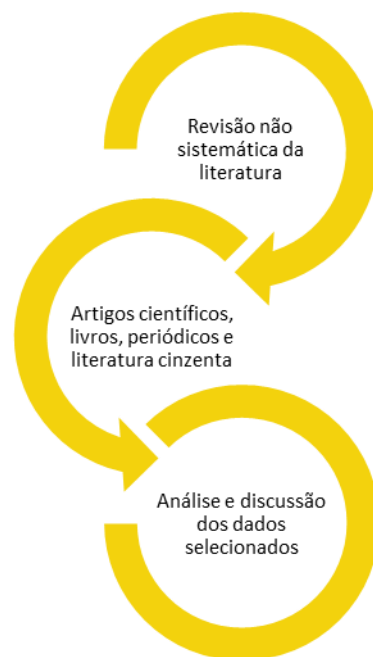 Revisão não
sistemática da
literatura
Artigos científicos,
livros, periódicos e
literatura cinzenta
Análise e discussão
dos dados
selecionados